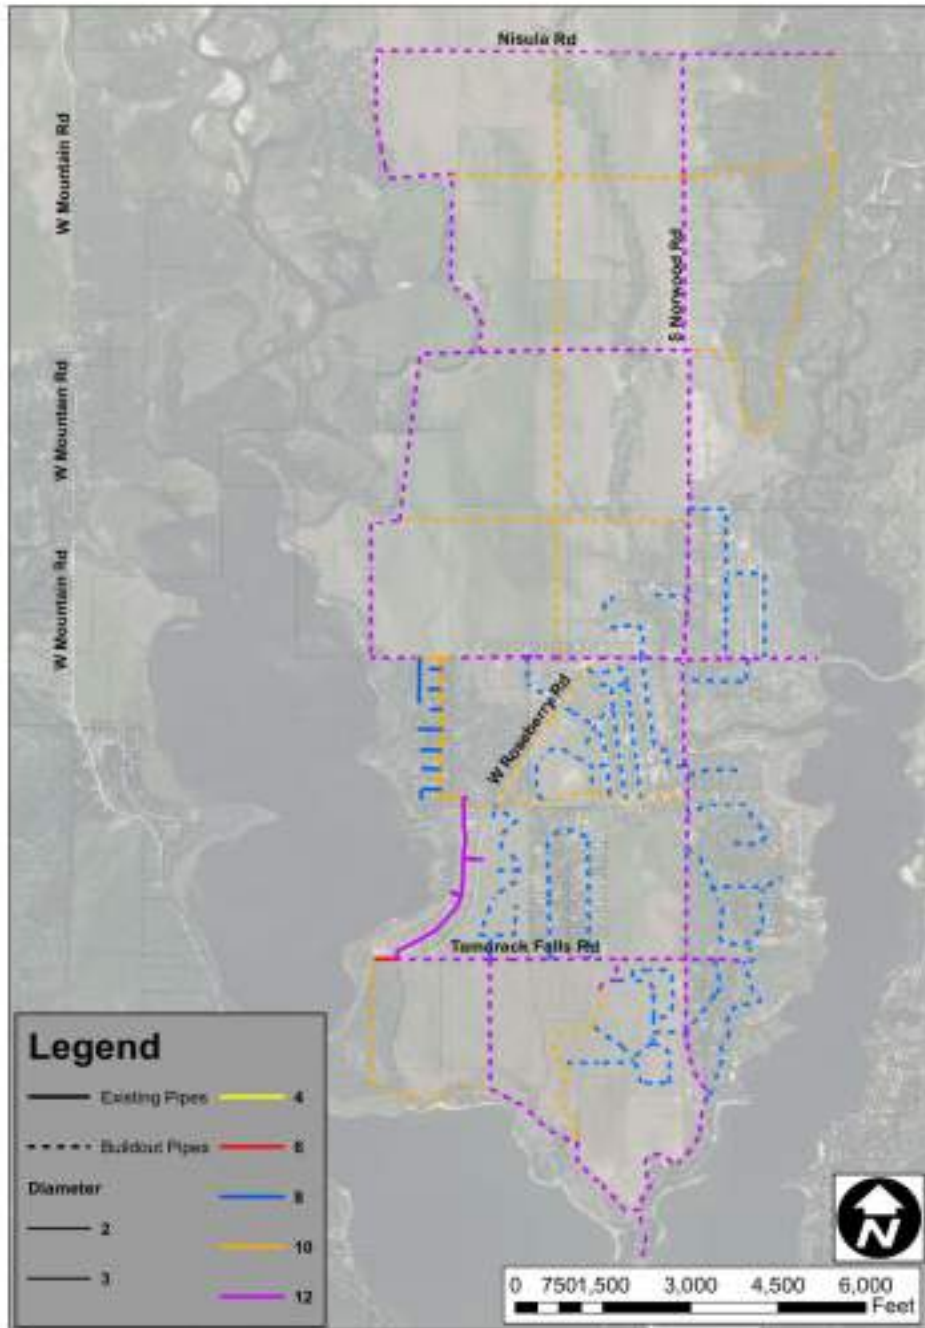 Nisula Rd
W Mountain Rd
S Norwood Rd
W Mountain Rd
W Mountain Rd
W Roseberry Rd
Tamarack Falls Rd
Legend
Existing Pipes
Buildout Pipes
Diameter
2
3
4
6
8
10
12
N
0 750 1,500 3,000 4,500 6,000
Feet